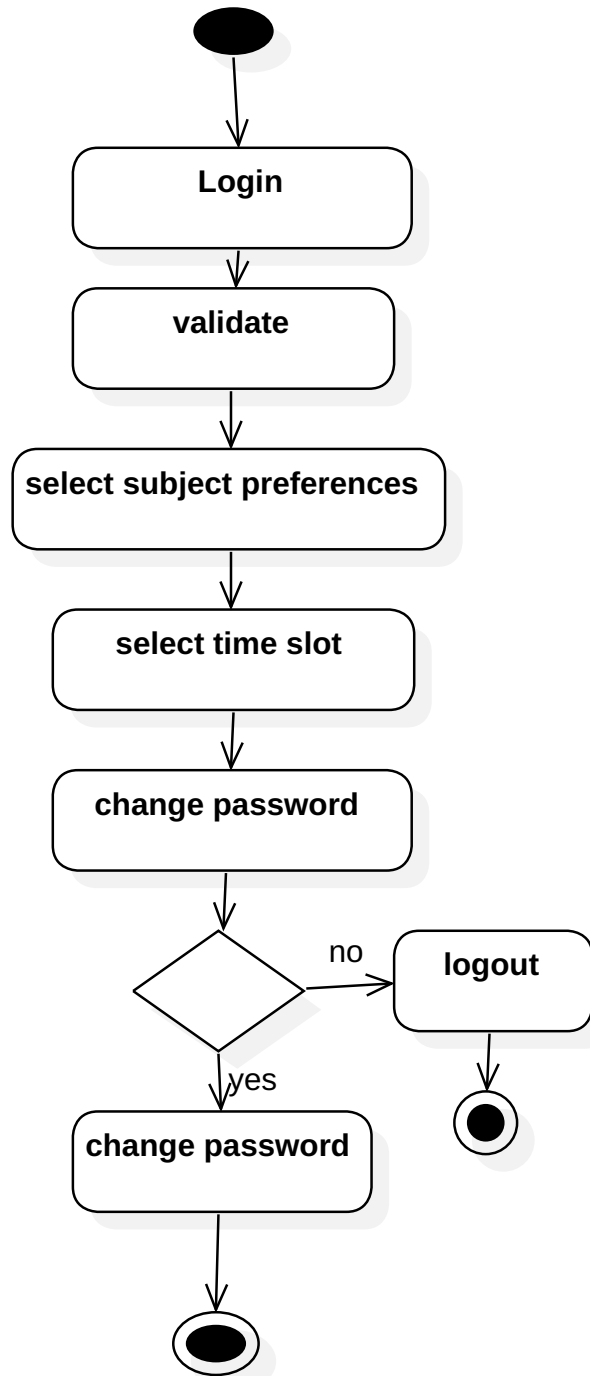 Login
validate
select subject preferences
select time slot
change password
no
logout
yes
change password